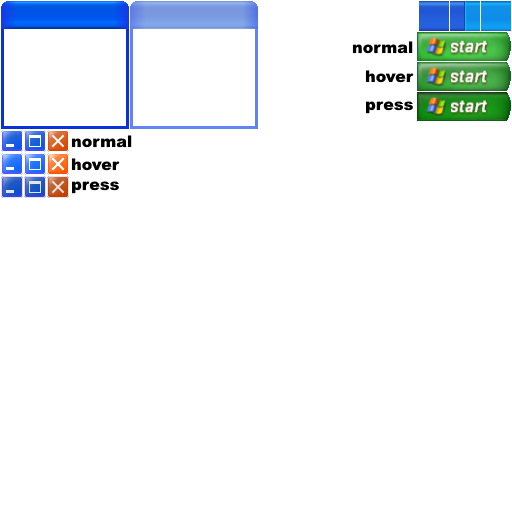 normal start
hover start
press start
normal
hover
press